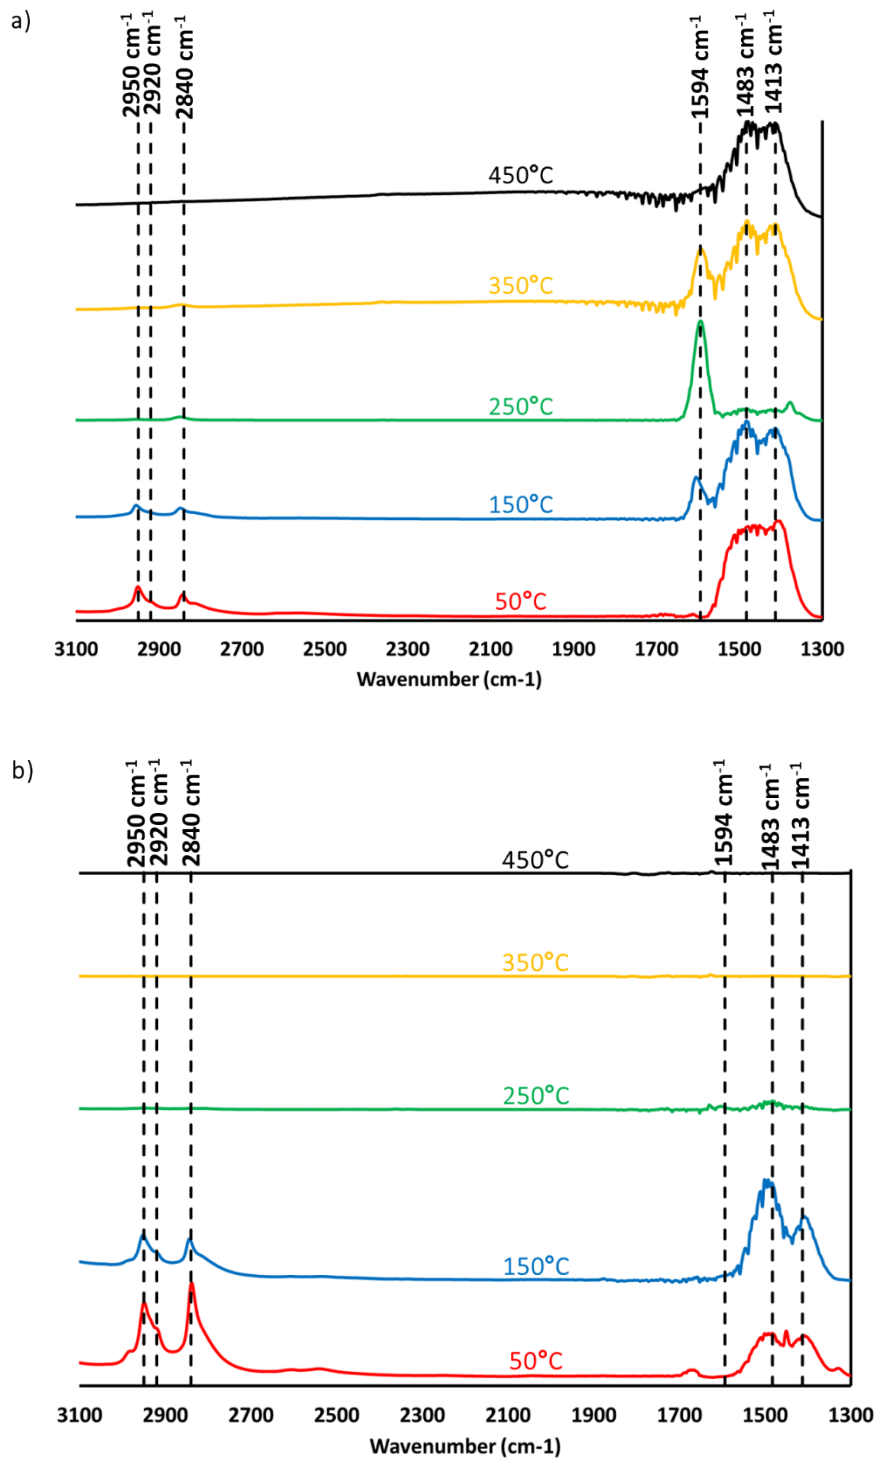 a)
2950 cm-1
2920 cm-1
2840 cm-1
1594 cm-1
1483 cm-1
1413 cm-1
450°C
350°C
250°C
150°C
50°C
3100 2900 2700 2500 2300 2100 1900 1700 1500 1300
Wavenumber (cm-1)
b)
2950 cm-1
2920 cm-1
2840 cm-1
1594 cm-1
1483 cm-1
1413 cm-1
450°C
350°C
250°C
150°C
50°C
3100 2900 2700 2500 2300 2100 1900 1700 1500 1300
Wavenumber (cm-1)